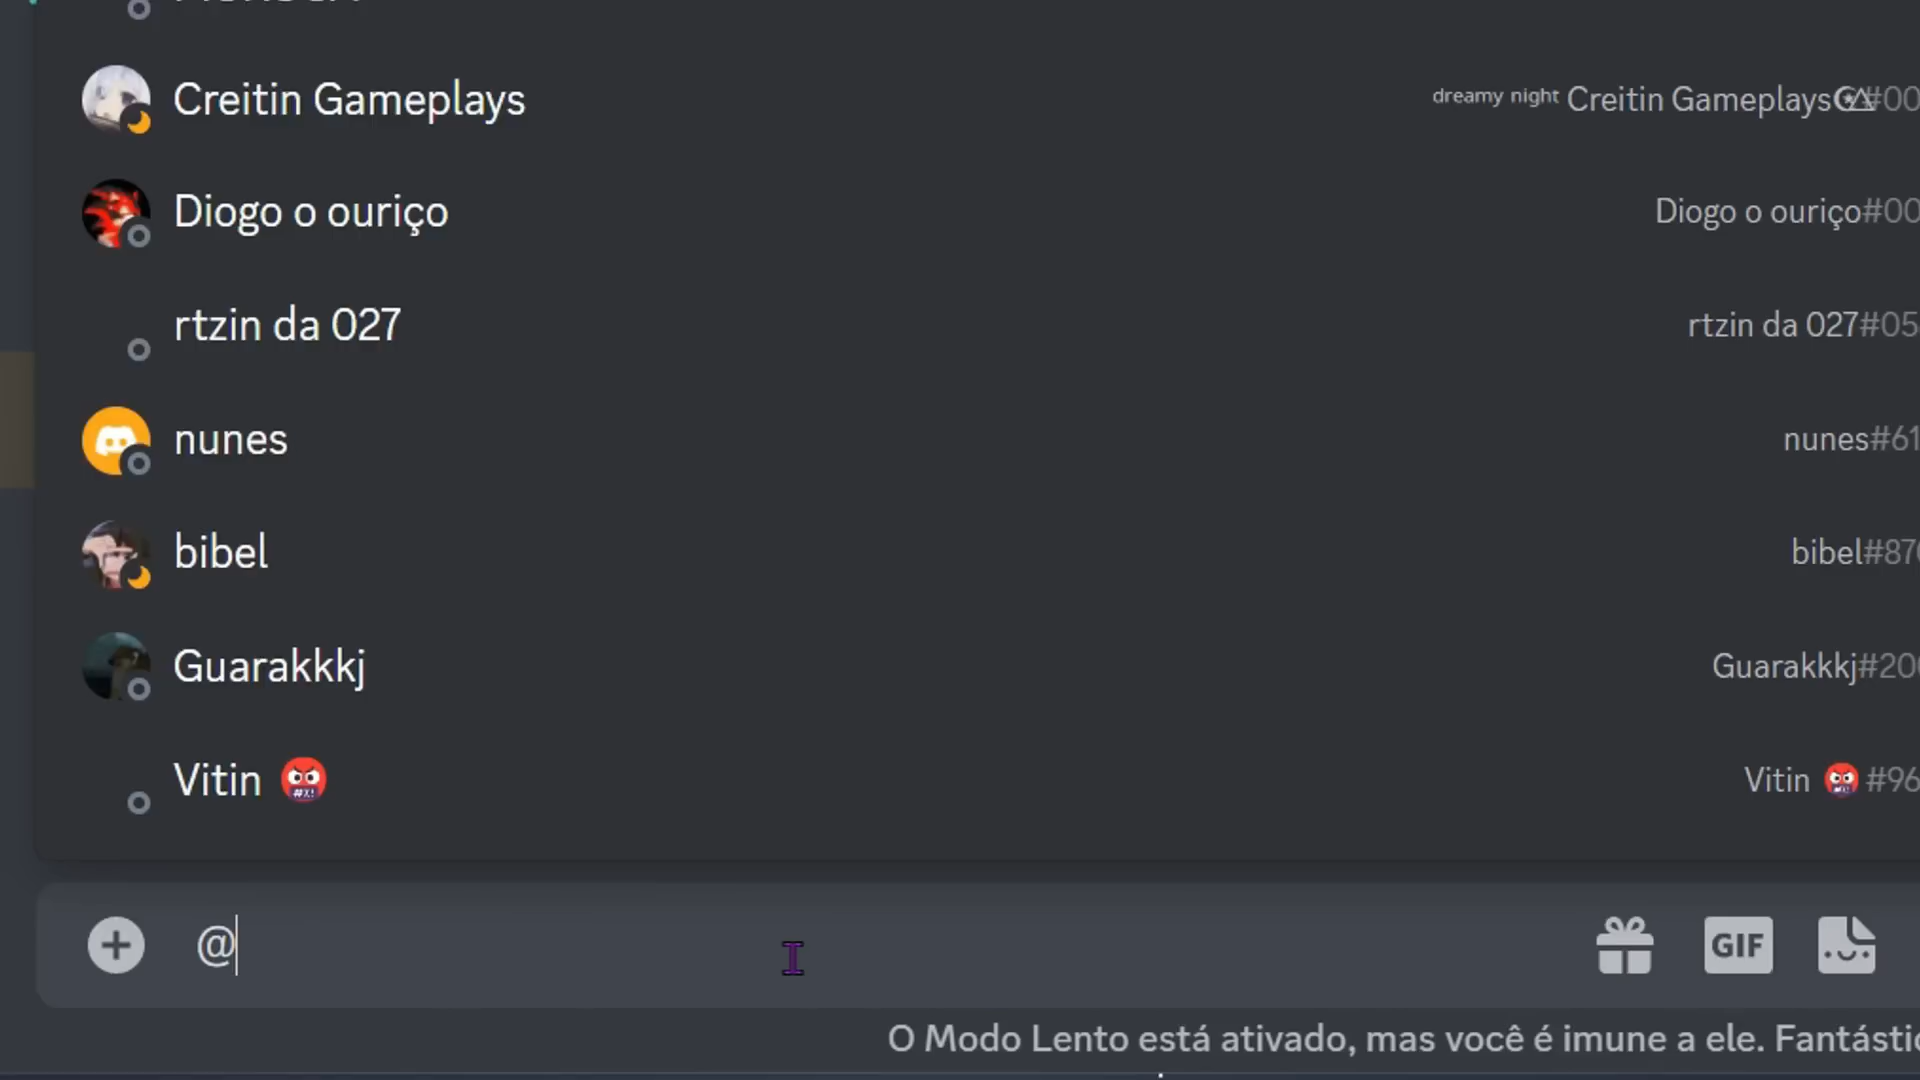 Creitin Gameplays dreamy night Creitin Gameplays #00
Diogo o ouriço Diogo o ouriço#00
rtzin da 027 rtzin da 027#05
nunes nunes#61
bibel bibel#87
Guarakkkj Guarakkkj#20
Vitin Vitin #96
@
GIF
O Modo Lento está ativado, mas você é imune a ele. Fantásti